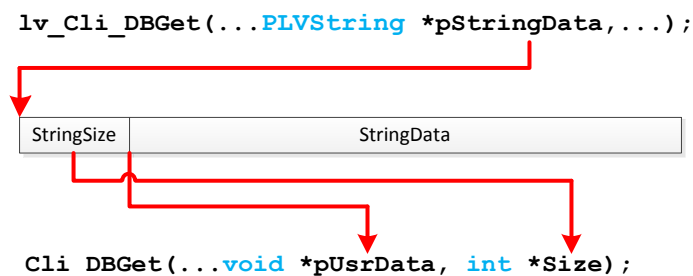 lv_Cli_DBGet(...PLVString *pStringData,...);
StringSize StringData
Cli DBGet(...void *pUsrData, int *Size);